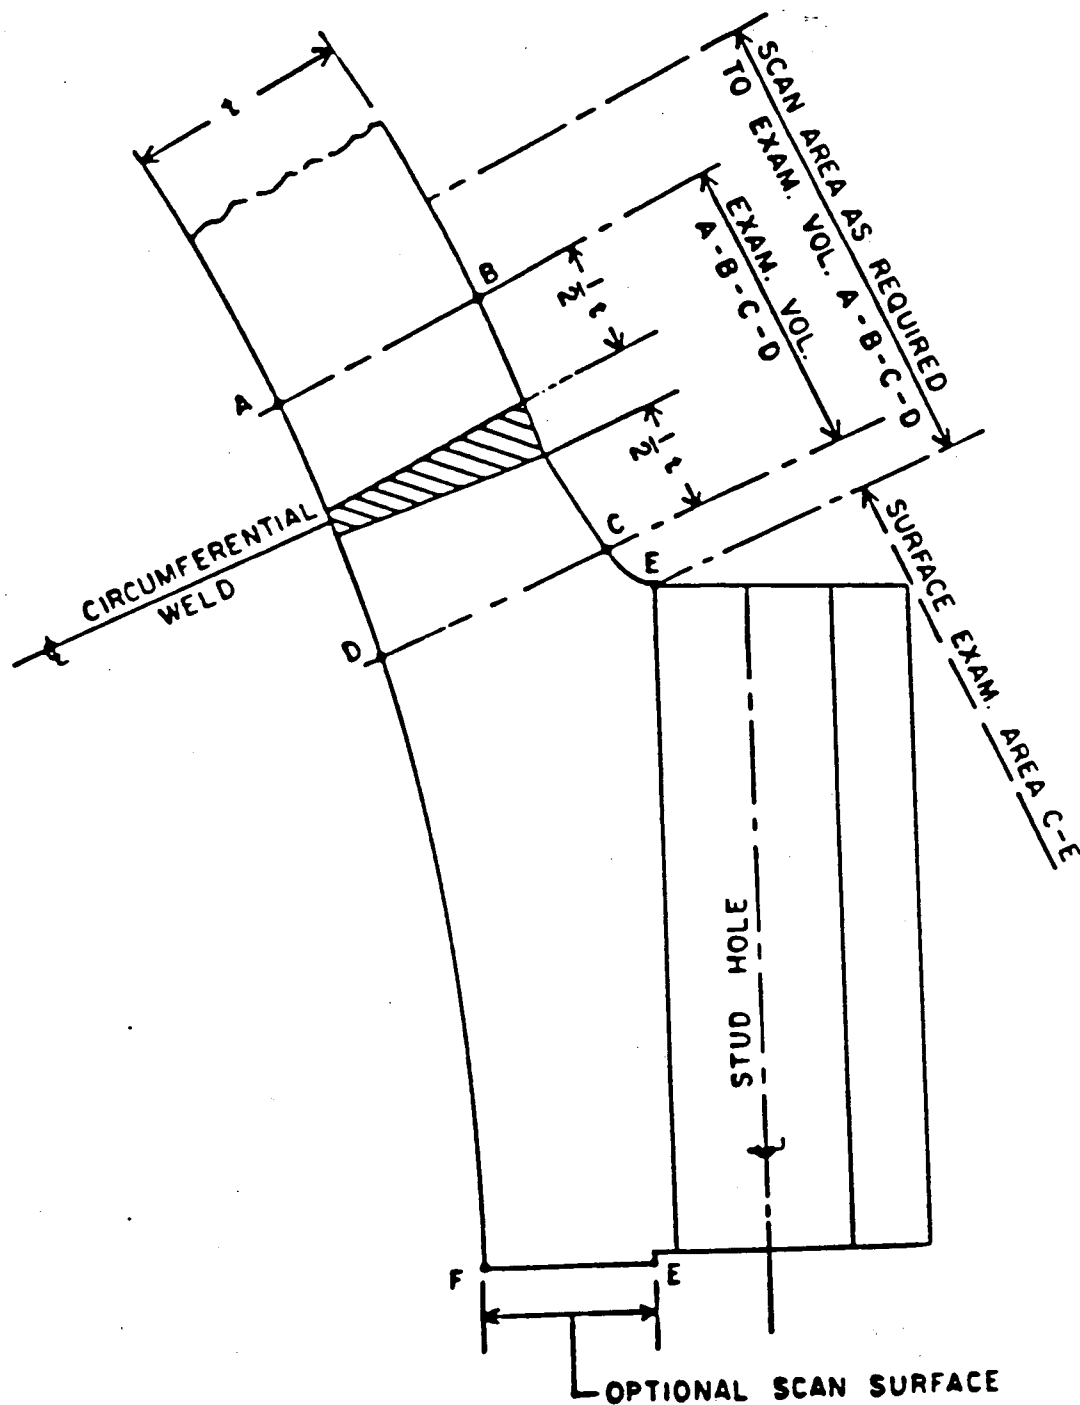 t
SCAN AREA AS REQUIRED
TO EXAM. VOL. A-B-C-D
EXAM. VOL.
A-B-C-D
B
1/2 t
A
1/2 t
C
E
CIRCUMFERENTIAL
WELD
℄
D
SURFACE EXAM. AREA C-E
STUD HOLE
℄
F
E
OPTIONAL SCAN SURFACE